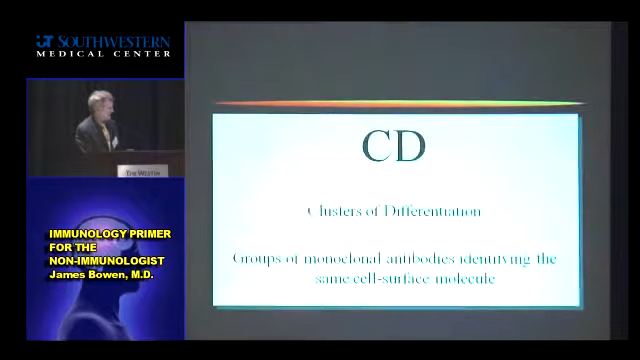 UT SOUTHWESTERN
MEDICAL CENTER
THE WESTIN
IMMUNOLOGY PRIMER
FOR THE
NON-IMMUNOLOGIST
James Bowen, M.D.
CD
Clusters of Differentiation
Groups of monoclonal antibodies identifying the
same cell-surface molecule